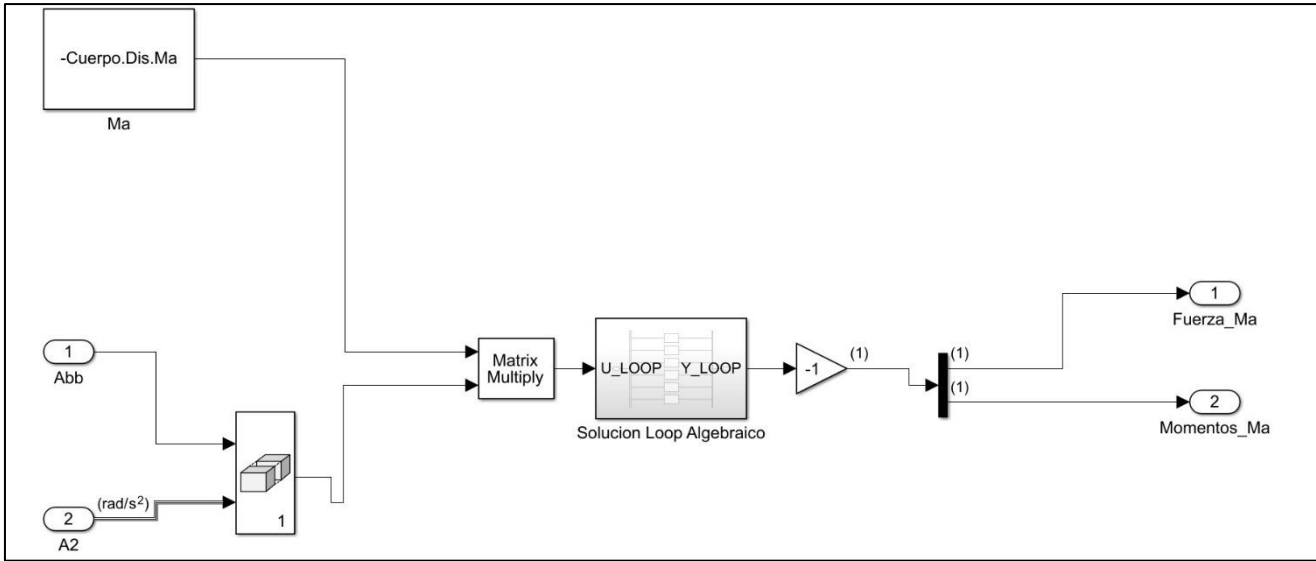 -Cuerpo.Dis.Ma
Ma
1
Abb
(rad/s²)
2
A2
1
Matrix
Multiply
U_LOOP
Y_LOOP
Solucion Loop Algebraico
-1
(1)
(1)
(1)
1
Fuerza_Ma
2
Momentos_Ma